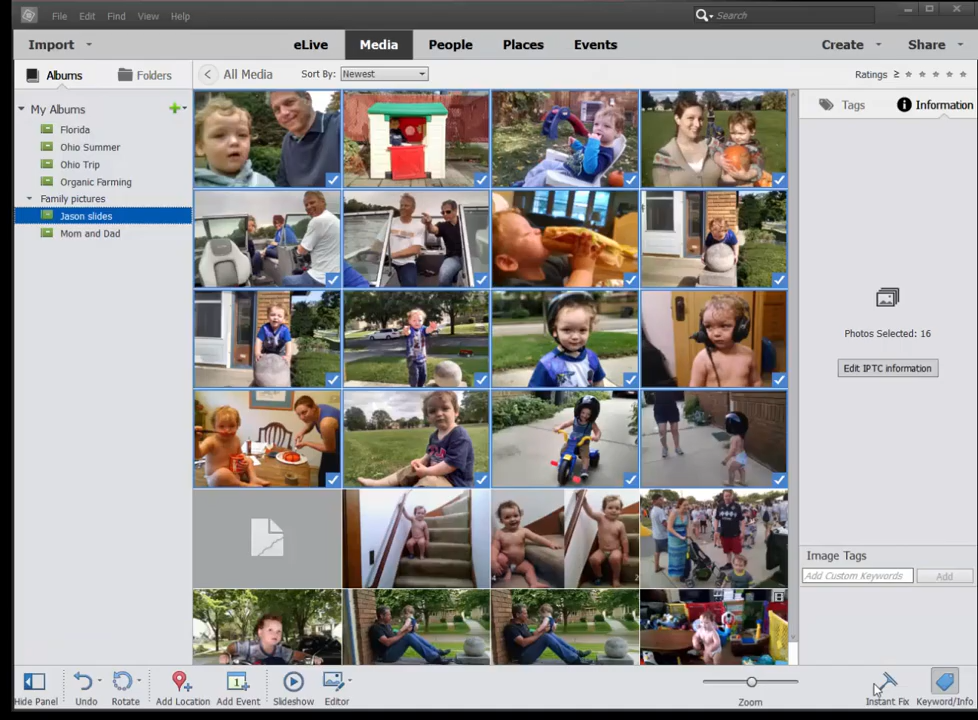 File Edit Find View Help
Search
Import eLive Media People Places Events Create Share
Albums Folders All Media Sort By: Newest Ratings ≥
Tags Information
My Albums
Florida
Ohio Summer
Ohio Trip
Organic Farming
Family pictures
Jason slides
Mom and Dad
Photos Selected: 16
Edit IPTC information
Image Tags
Add Custom Keywords Add
1
Hide Panel Undo Rotate Add Location Add Event Slideshow Editor Zoom Instant Fix Keyword/Info